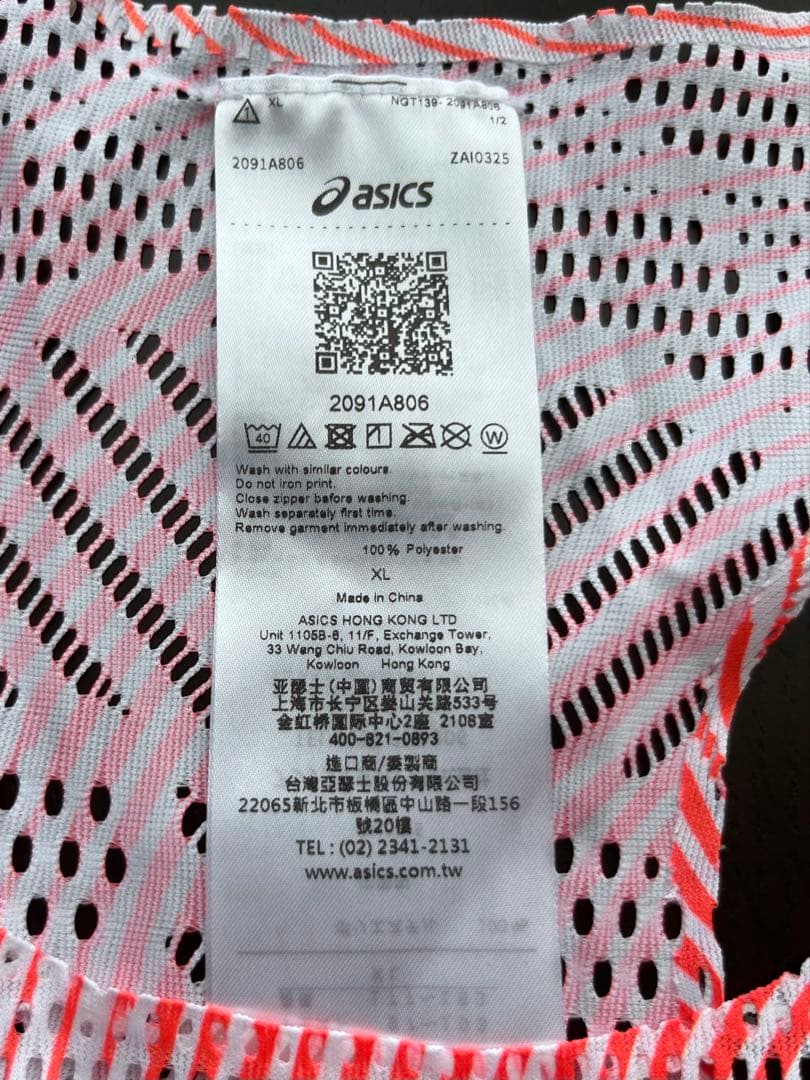 1
XL
NGT139- 2091A806
1/2
2091A806
ZAI0325
asics
2091A806
40
W
Wash with similar colours.
Do not iron print.
Close zipper before washing.
Wash separately first time.
Remove garment immediately after washing.
100% Polyester
XL
Made in China
ASICS HONG KONG LTD
Unit 1105B-6, 11/F, Exchange Tower,
33 Wang Chiu Road, Kowloon Bay,
Kowloon Hong Kong
亚瑟士(中國)商贸有限公司
上海市长宁区娄山关路533号
金虹桥國际中心2座 2108室
400-821-0893
進口商/委製商
台灣亞瑟士股份有限公司
22065新北市板橋區中山路一段156
號20樓
TEL:(02) 2341-2131
www.asics.com.tw